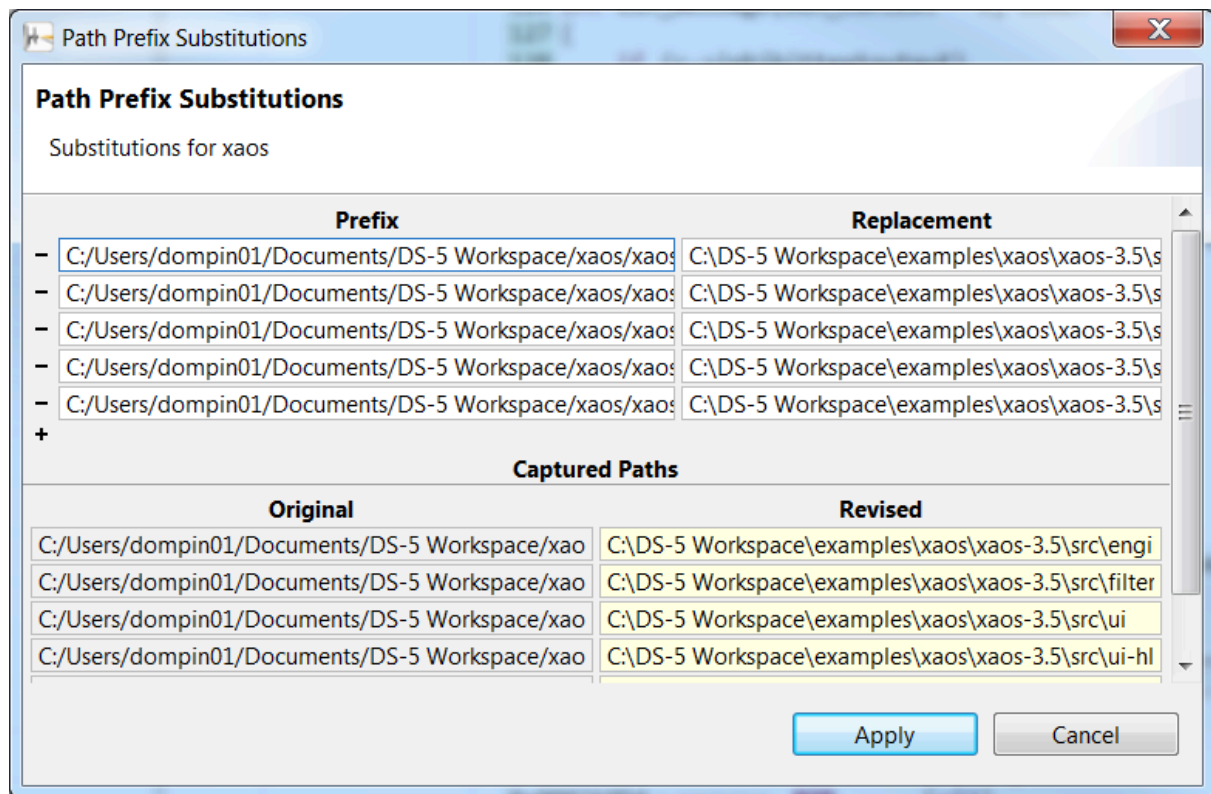 Path Prefix Substitutions
Path Prefix Substitutions
Substitutions for xaos
Prefix Replacement
- C:/Users/dompin01/Documents/DS-5 Workspace/xaos/xaos C:\DS-5 Workspace\examples\xaos\xaos-3.5\s
- C:/Users/dompin01/Documents/DS-5 Workspace/xaos/xaos C:\DS-5 Workspace\examples\xaos\xaos-3.5\s
- C:/Users/dompin01/Documents/DS-5 Workspace/xaos/xaos C:\DS-5 Workspace\examples\xaos\xaos-3.5\s
- C:/Users/dompin01/Documents/DS-5 Workspace/xaos/xaos C:\DS-5 Workspace\examples\xaos\xaos-3.5\s
- C:/Users/dompin01/Documents/DS-5 Workspace/xaos/xaos C:\DS-5 Workspace\examples\xaos\xaos-3.5\s
+
Captured Paths
Original Revised
C:/Users/dompin01/Documents/DS-5 Workspace/xao C:\DS-5 Workspace\examples\xaos\xaos-3.5\src\engi
C:/Users/dompin01/Documents/DS-5 Workspace/xao C:\DS-5 Workspace\examples\xaos\xaos-3.5\src\filter
C:/Users/dompin01/Documents/DS-5 Workspace/xao C:\DS-5 Workspace\examples\xaos\xaos-3.5\src\ui
C:/Users/dompin01/Documents/DS-5 Workspace/xao C:\DS-5 Workspace\examples\xaos\xaos-3.5\src\ui-hl
Apply Cancel